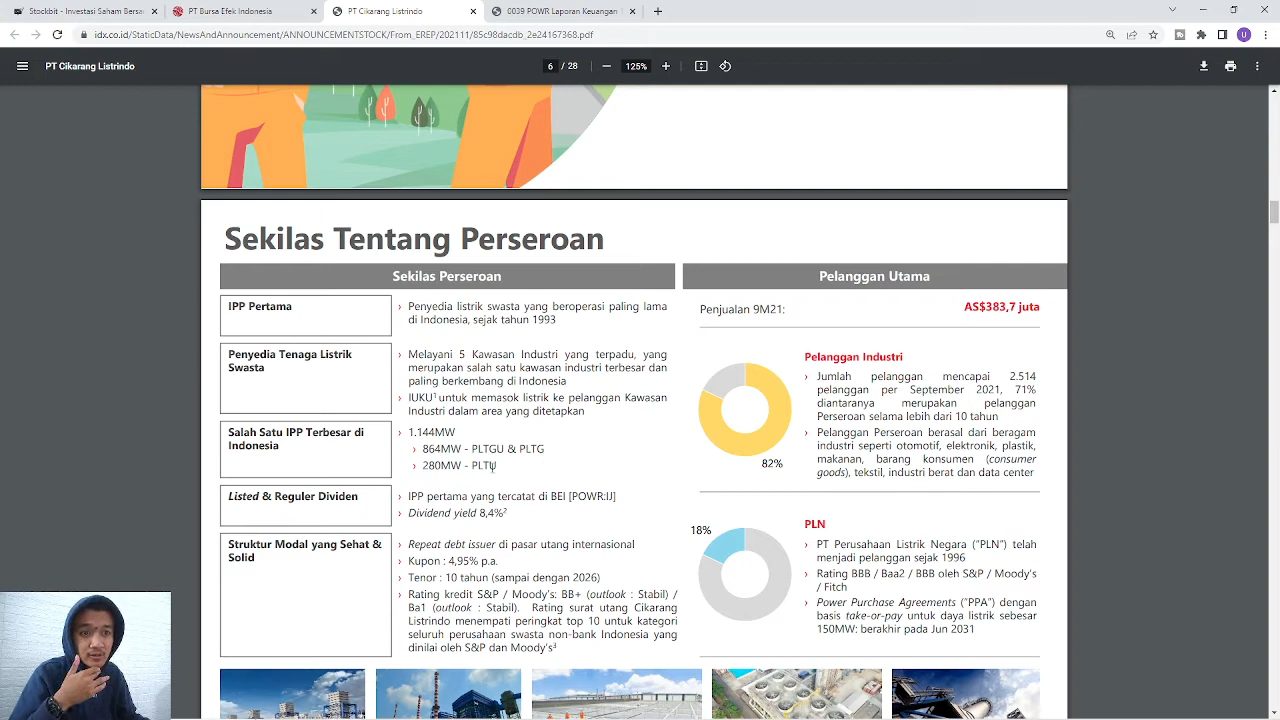 Stockbit - Investasi Saham Bersa
PT Bursa Efek Indonesia
PT Cikarang Listrindo
0039 POWR Laporan Keuangan
idx.co.id/StaticData/NewsAndAnnouncement/ANNOUNCEMENTSTOCK/From_EREP/202111/85c98dacdb_2e24167368.pdf
U
PT Cikarang Listrindo
6 / 28
125%
Sekilas Tentang Perseroan
Sekilas Perseroan
IPP Pertama
› Penyedia listrik swasta yang beroperasi paling lama
di Indonesia, sejak tahun 1993
Penyedia Tenaga Listrik
Swasta
› Melayani 5 Kawasan Industri yang terpadu, yang
merupakan salah satu kawasan industri terbesar dan
paling berkembang di Indonesia
› IUKU¹ untuk memasok listrik ke pelanggan Kawasan
Industri dalam area yang ditetapkan
Salah Satu IPP Terbesar di
Indonesia
› 1.144MW
› 864MW - PLTGU & PLTG
› 280MW - PLTU
Listed & Reguler Dividen
› IPP pertama yang tercatat di BEI [POWR:IJ]
› Dividend yield 8,4%²
Struktur Modal yang Sehat &
Solid
› Repeat debt issuer di pasar utang internasional
› Kupon : 4,95% p.a.
› Tenor : 10 tahun (sampai dengan 2026)
› Rating kredit S&P / Moody's: BB+ (outlook : Stabil) /
Ba1 (outlook : Stabil). Rating surat utang Cikarang
Listrindo menempati peringkat top 10 untuk kategori
seluruh perusahaan swasta non-bank Indonesia yang
dinilai oleh S&P dan Moody's³
Pelanggan Utama
Penjualan 9M21:
AS$383,7 juta
82%
Pelanggan Industri
› Jumlah pelanggan mencapai 2.514
pelanggan per September 2021, 71%
diantaranya merupakan pelanggan
Perseroan selama lebih dari 10 tahun
› Pelanggan Perseroan berasal dari beragam
industri seperti otomotif, elektronik, plastik,
makanan, barang konsumen (consumer
goods), tekstil, industri berat dan data center
18%
PLN
› PT Perusahaan Listrik Negara ("PLN") telah
menjadi pelanggan sejak 1996
› Rating BBB / Baa2 / BBB oleh S&P / Moody's
/ Fitch
› Power Purchase Agreements ("PPA") dengan
basis take-or-pay untuk daya listrik sebesar
150MW: berakhir pada Jun 2031